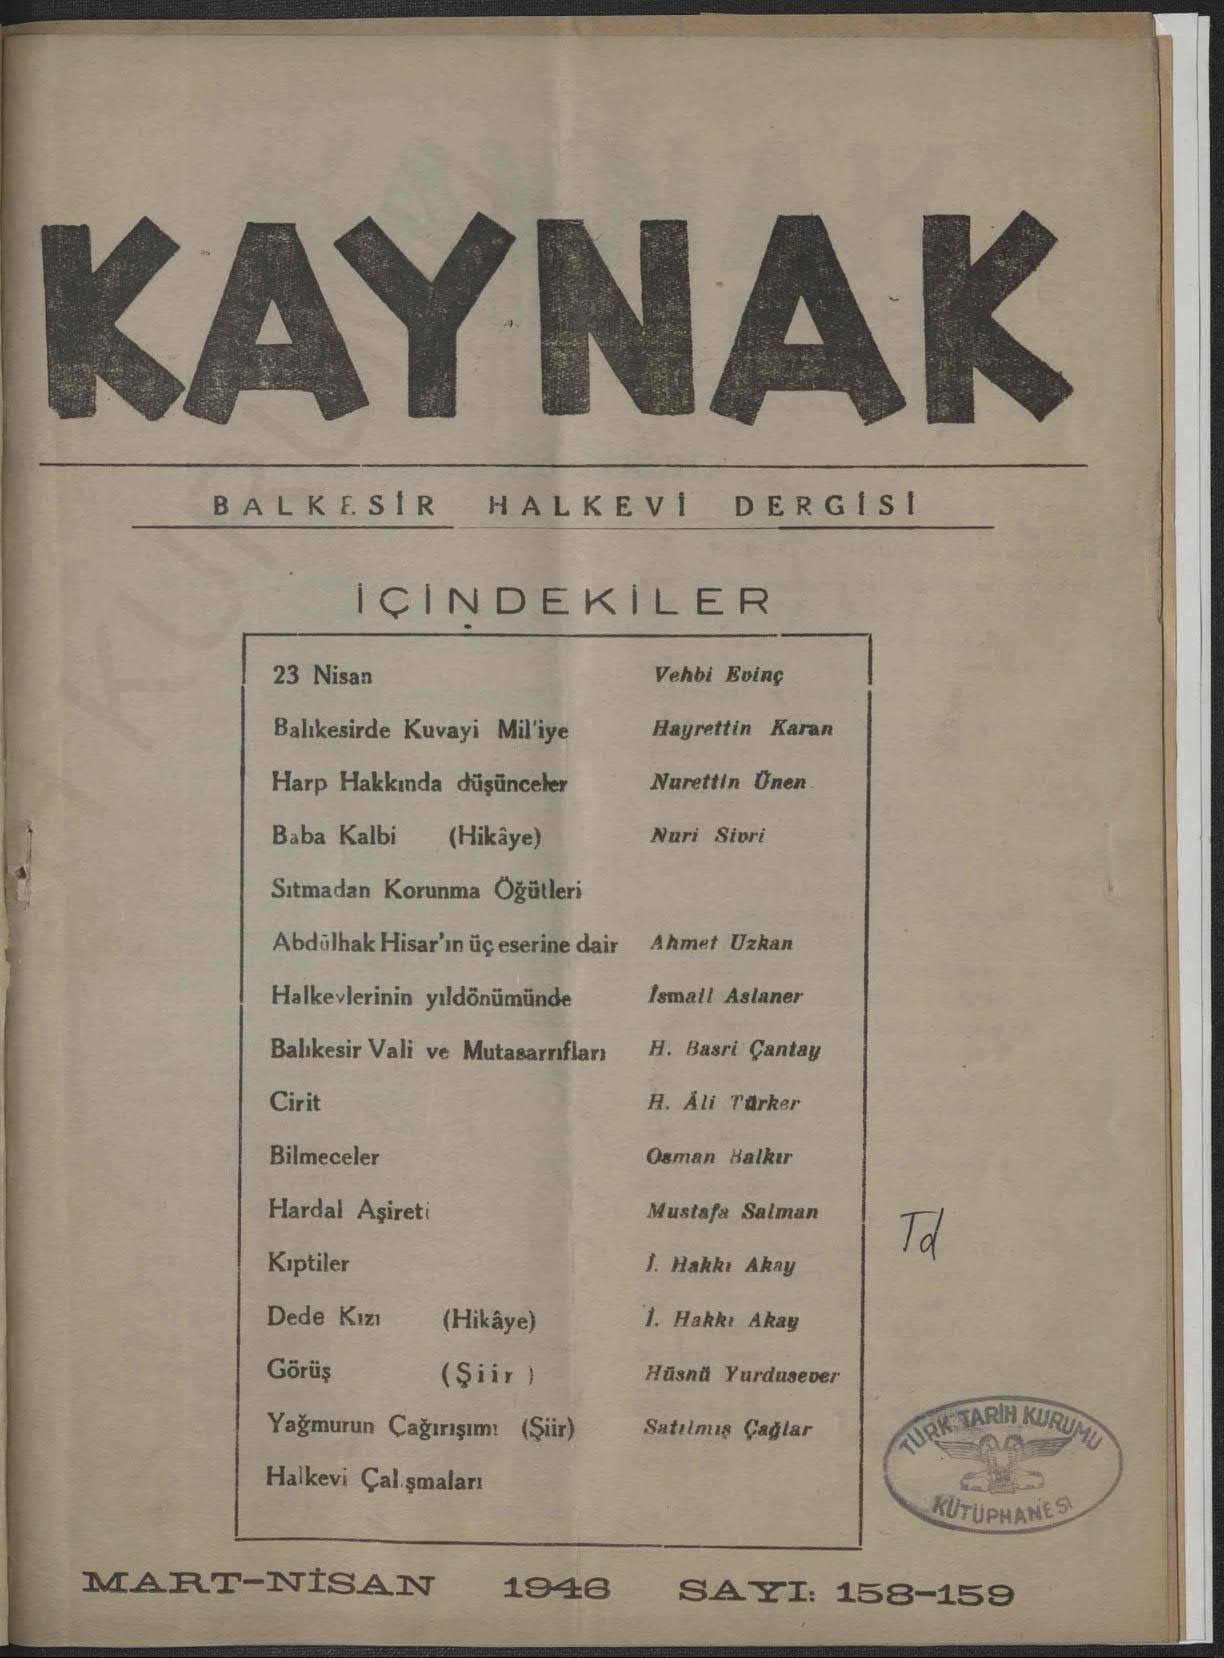 KAYNAK
BALKESİR HALKEVİ DERGİSİ
İÇİNDEKİLER
23 Nisan Vehbi Evinç
Balıkesirde Kuvayi Mil'iye Hayrettin Karan
Harp Hakkında düşünceler Nurettin Ünen
Baba Kalbi (Hikâye) Nuri Sivri
Sıtmadan Korunma Öğütleri
Abdülhak Hisar'ın üç eserine dair Ahmet Uzkan
Halkevlerinin yıldönümünde İsmail Aslaner
Balıkesir Vali ve Mutasarrıfları H. Basri Çantay
Cirit H. Âli Türker
Bilmeceler Osman Balkır
Hardal Aşireti Mustafa Salman
Kıptiler İ. Hakkı Akay
Dede Kızı (Hikâye) İ. Hakkı Akay
Görüş (Şiir) Hüsnü Yurdusever
Yağmurun Çağırışımı (Şiir) Satılmış Çağlar
Halkevi Çal.şmaları
Td
TÜRK TARİH KURUMU
KÜTÜPHANESİ
MART-NİSAN 1946 SAYI: 158-159